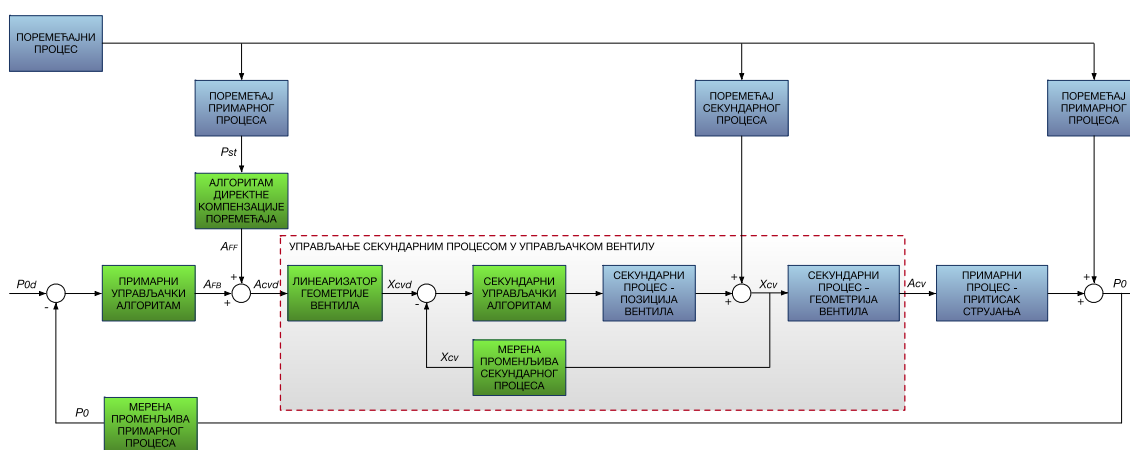 ПОРЕМЕЋАЈНИ
ПРОЦЕС
ПОРЕМЕЋАЈ
ПРИМАРНОГ
ПРОЦЕСА
ПОРЕМЕЋАЈ
СЕКУНДАРНОГ
ПРОЦЕСА
ПОРЕМЕЋАЈ
ПРИМАРНОГ
ПРОЦЕСА
Pst
АЛГОРИТАМ
ДИРЕКТНЕ
КОМПЕНЗАЦИЈЕ
ПОРЕМЕЋАЈА
AFF
УПРАВЉАЊЕ СЕКУНДАРНИМ ПРОЦЕСОМ У УПРАВЉАЧКОМ ВЕНТИЛУ
P0d
-
ПРИМАРНИ
УПРАВЉАЧКИ
АЛГОРИТАМ
AFB
+
+
Acvd
ЛИНЕАРИЗАТОР
ГЕОМЕТРИЈЕ
ВЕНТИЛА
Xcvd
-
СЕКУНДАРНИ
УПРАВЉАЧКИ
АЛГОРИТАМ
СЕКУНДАРНИ
ПРОЦЕС -
ПОЗИЦИЈА
ВЕНТИЛА
+
+
Xcv
СЕКУНДАРНИ
ПРОЦЕС -
ГЕОМЕТРИЈА
ВЕНТИЛА
Acv
ПРИМАРНИ
ПРОЦЕС -
ПРИТИСАК
СТРУЈАЊА
+
+
P0
Xcv
МЕРЕНА
ПРОМЕНЉИВА
СЕКУНДАРНОГ
ПРОЦЕСА
P0
МЕРЕНА
ПРОМЕНЉИВА
ПРИМАРНОГ
ПРОЦЕСА